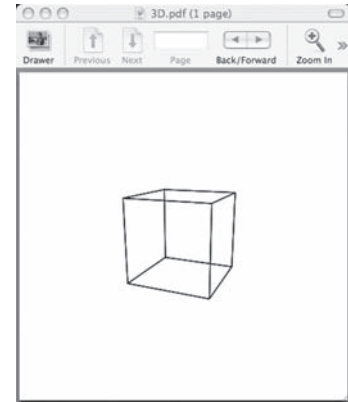 3D.pdf (1 page)
Drawer Previous Next Page Back/Forward Zoom In